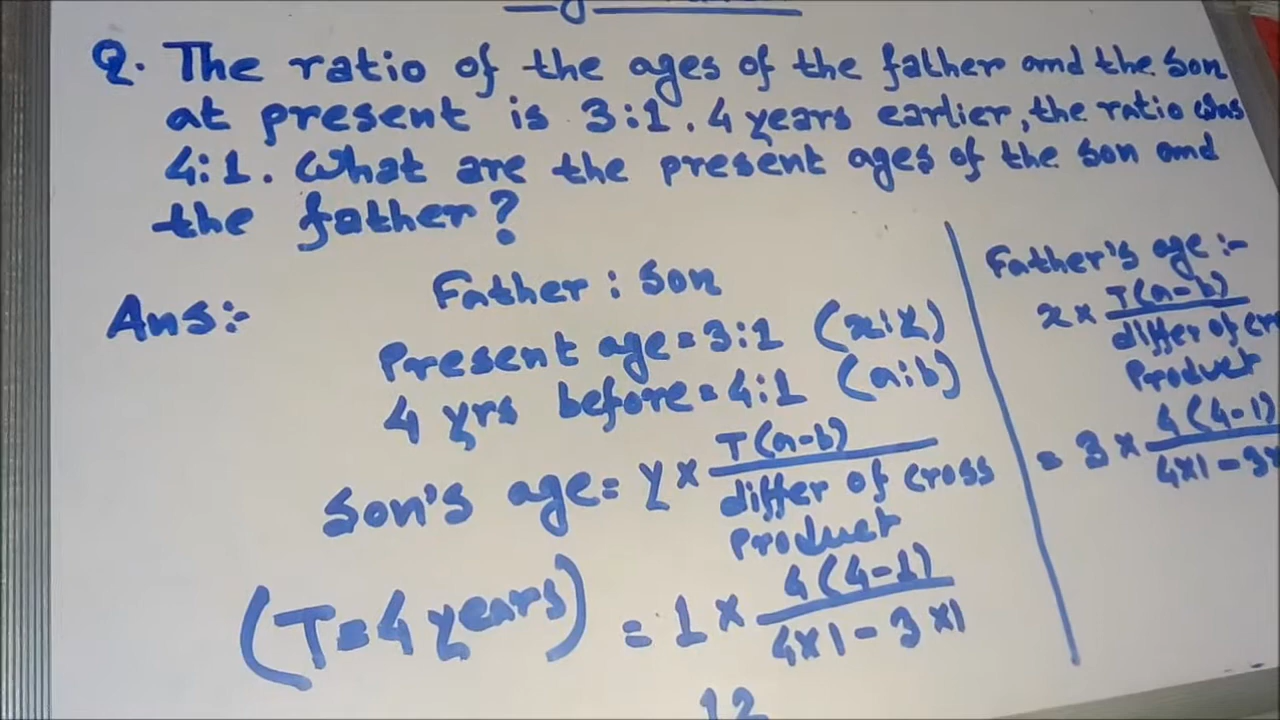 Q. The ratio of the ages of the father and the son
at present is 3:1. 4 years earlier, the ratio was
4:1. What are the present ages of the son and
the father?
Ans:-
Father : Son
Present age = 3:1 (x:y)
4 yrs before = 4:1 (a:b)
Son's age = y × T(a-b)
differ of cross
Product
(T=4 years) = 1 × 4(4-1)
4×1 - 3×1
12
Father's age :-
x × T(a-b)
differ of
Product
= 3 × 4(4-1)
4×1 - 3×